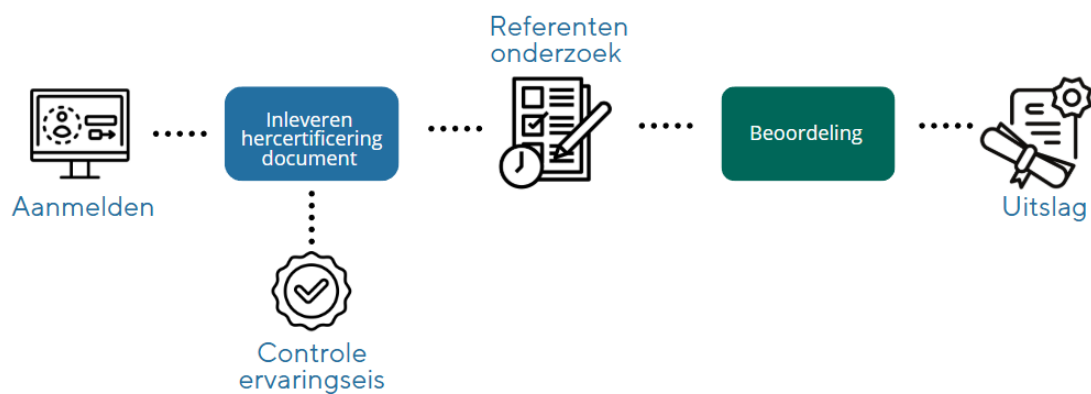 Aanmelden
Inleveren
hercertificering
document
Controle
ervaringseis
Referenten
onderzoek
Beoordeling
Uitslag